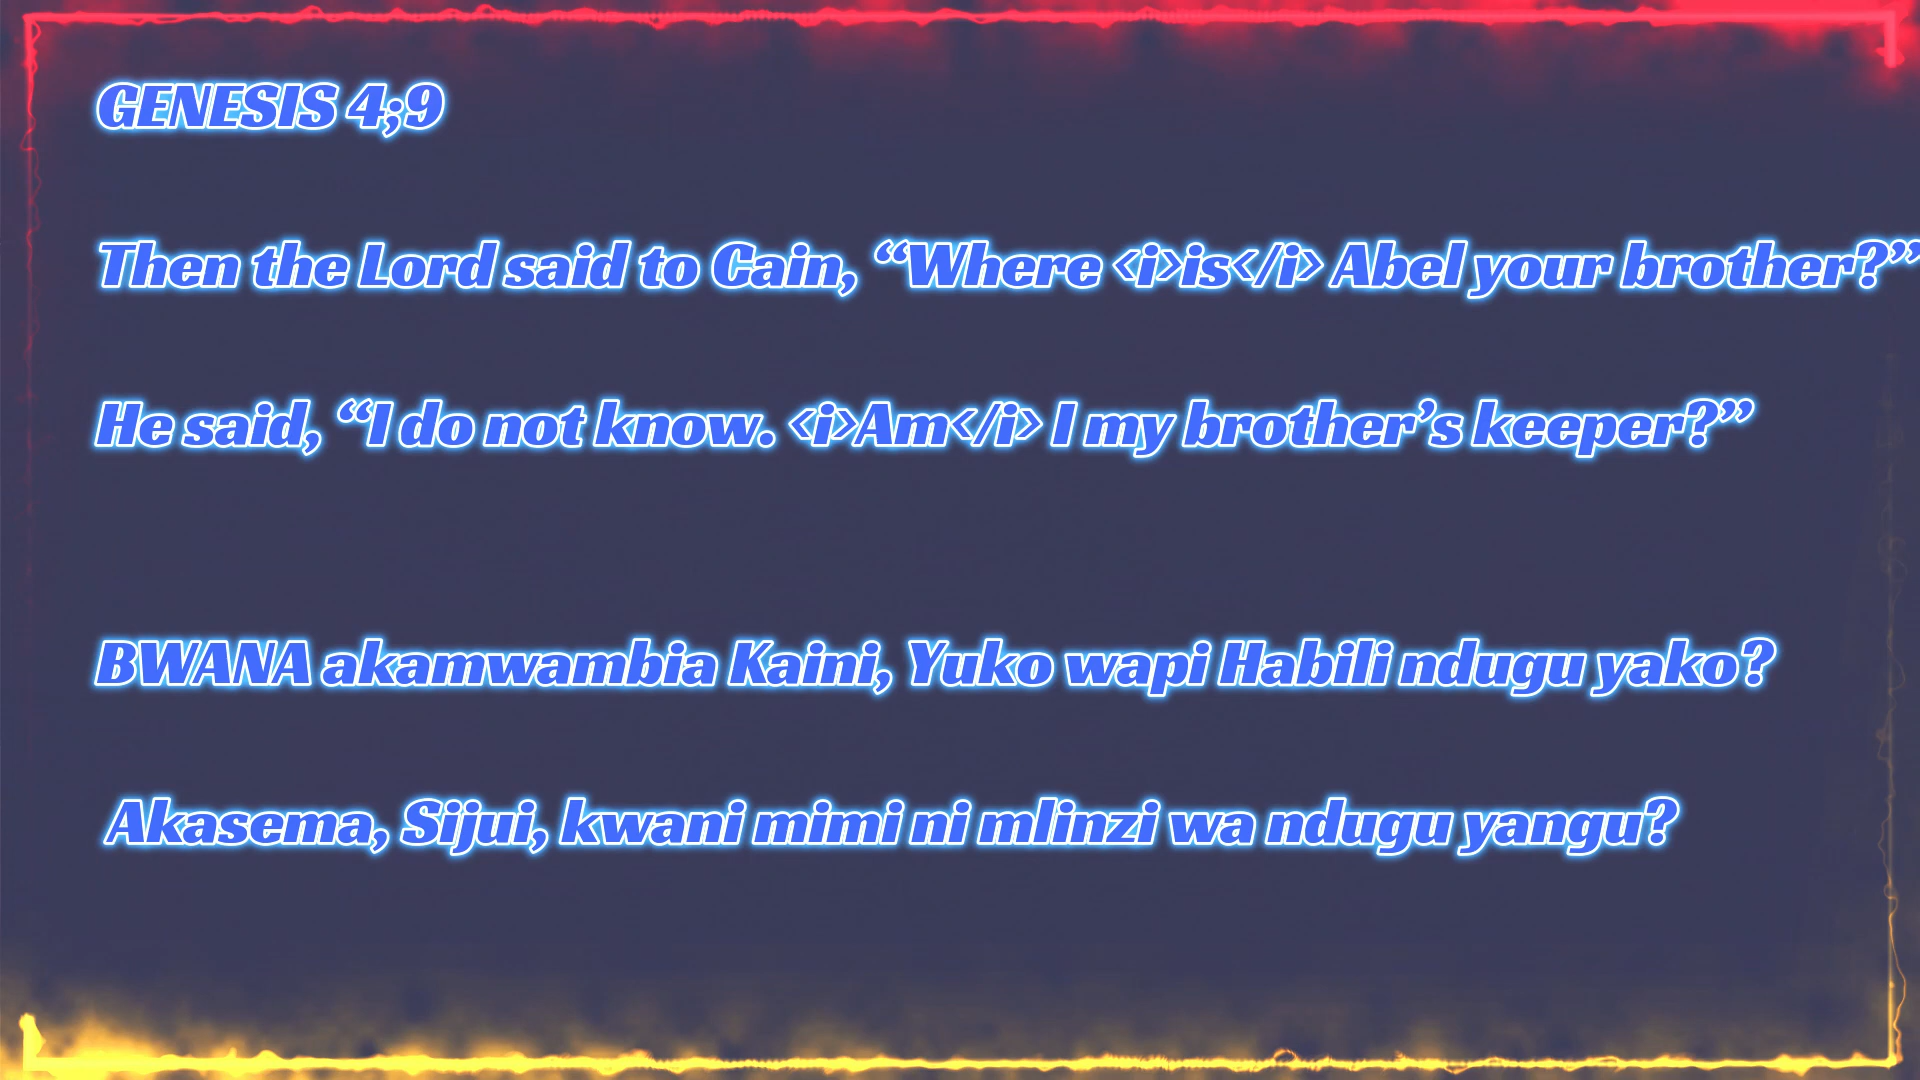 GENESIS 4;9
Then the Lord said to Cain, “Where <i>is</i> Abel your brother?”
He said, “I do not know. <i>Am</i> I my brother’s keeper?”
BWANA akamwambia Kaini, Yuko wapi Habili ndugu yako?
Akasema, Sijui, kwani mimi ni mlinzi wa ndugu yangu?